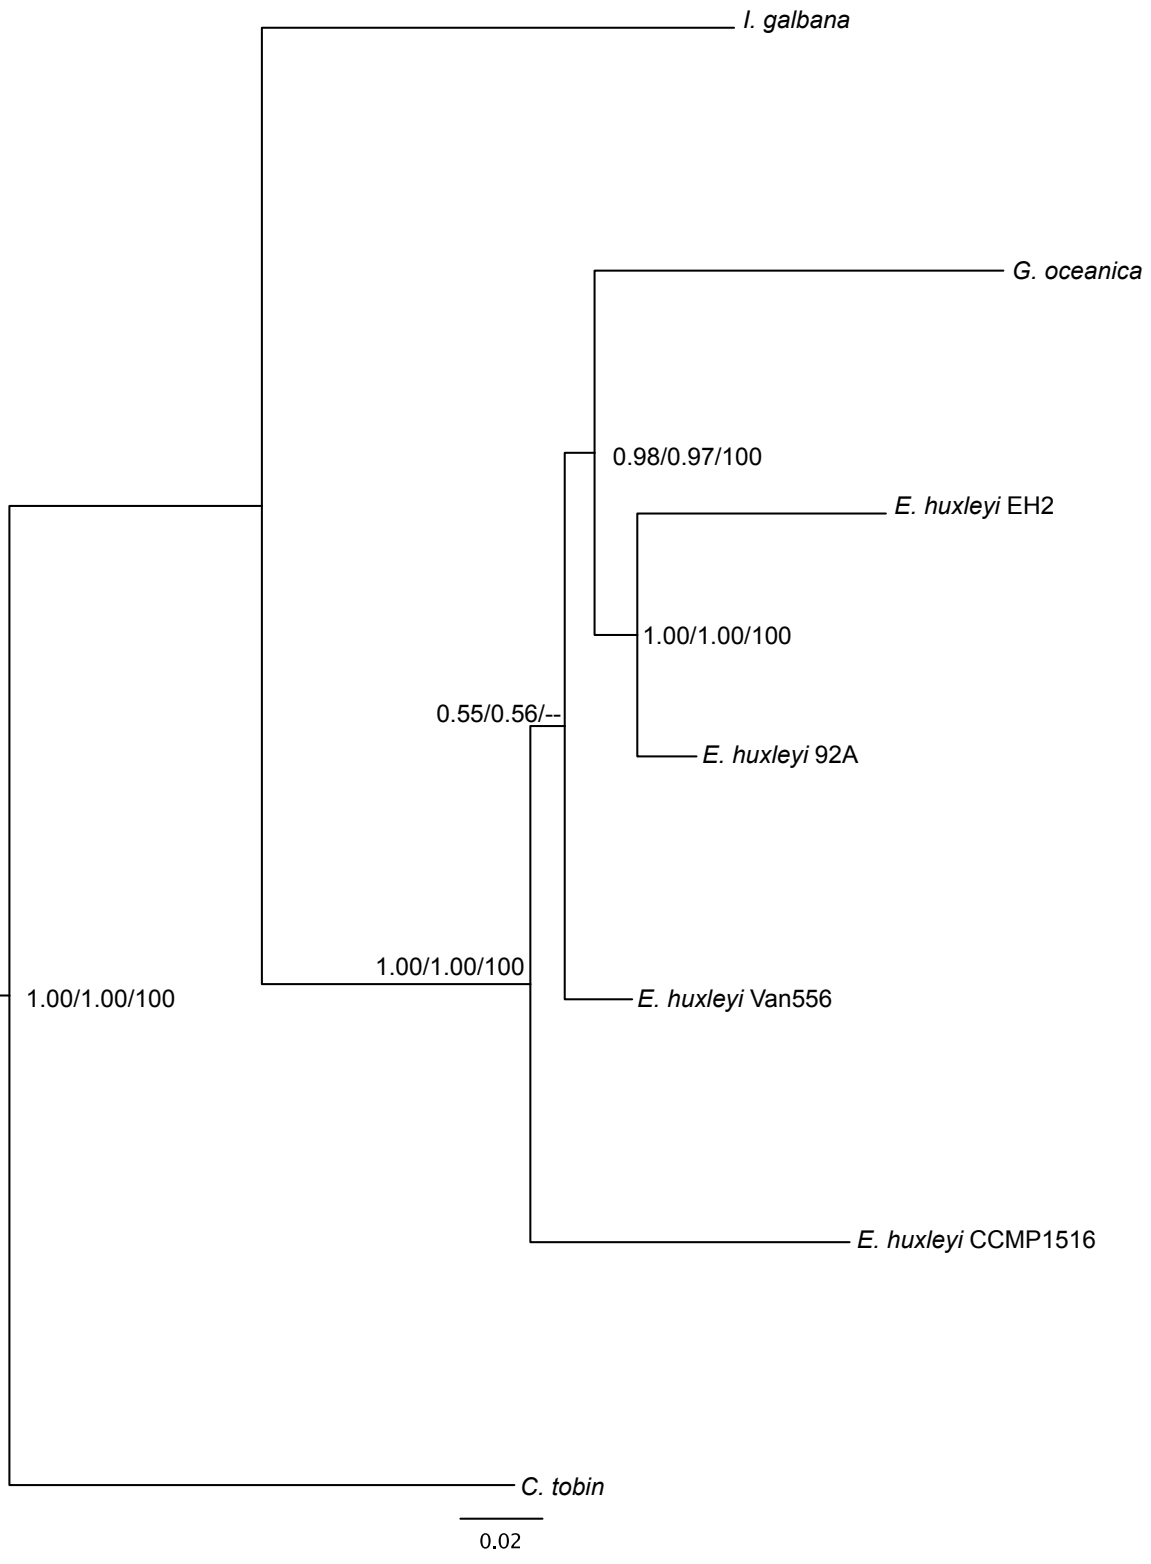 I. galbana
G. oceanica
0.98/0.97/100
E. huxleyi EH2
1.00/1.00/100
0.55/0.56/--
E. huxleyi 92A
1.00/1.00/100
1.00/1.00/100
E. huxleyi Van556
E. huxleyi CCMP1516
C. tobin
0.02